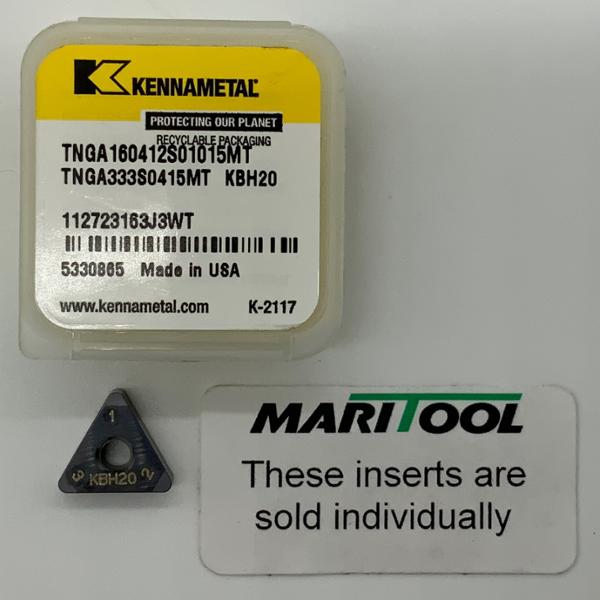 KENNAMETAL
PROTECTING OUR PLANET
RECYCLABLE PACKAGING
TNGA160412S01015MT
TNGA333S0415MT KBH20
112723163J3WT
5330865 Made in USA
www.kennametal.com K-2117
1
KBH20
3 2
MARITOOL
These inserts are
sold individually